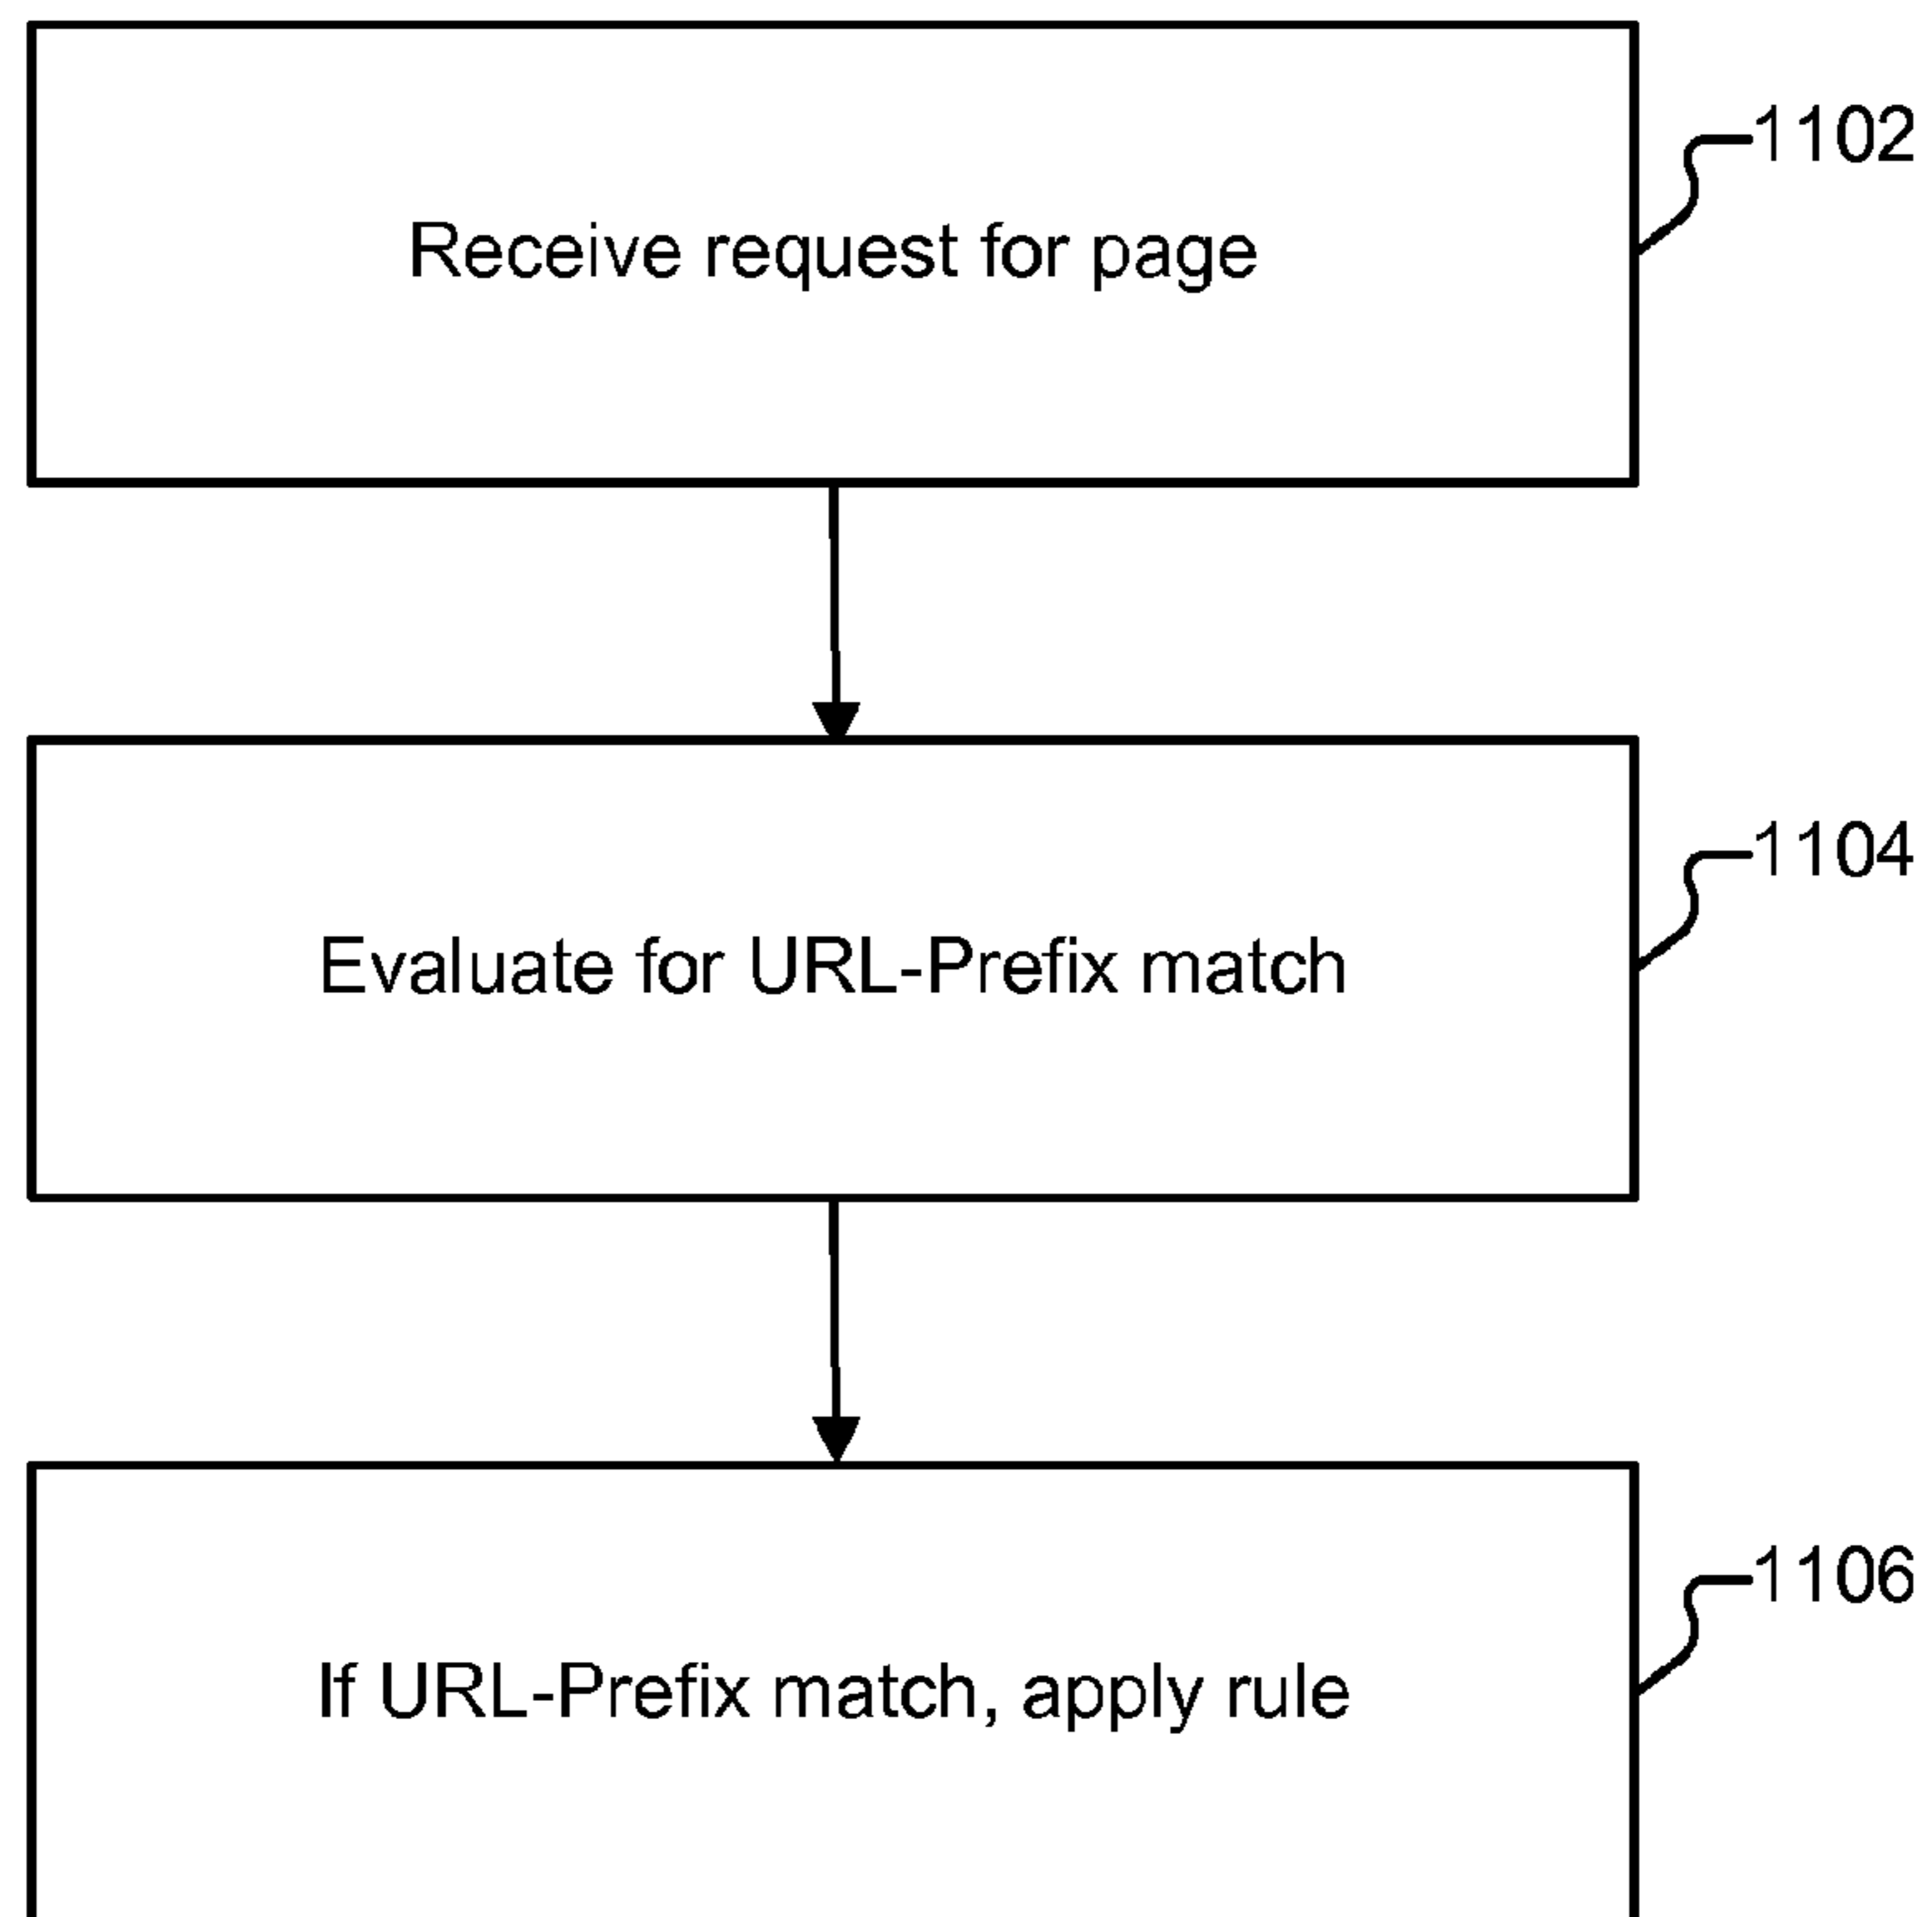 1102
Receive request for page
1104
Evaluate for URL-Prefix match
1106
If URL-Prefix match, apply rule